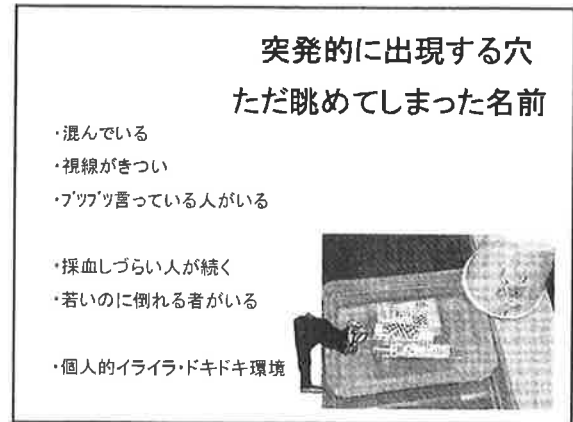 突発的に出現する穴
ただ眺めてしまった名前
・混んでいる
・視線がきつい
・ブツブツ言っている人がいる
・採血しづらい人が続く
・若いのに倒れる者がいる
・個人的イライラ・ドキドキ環境